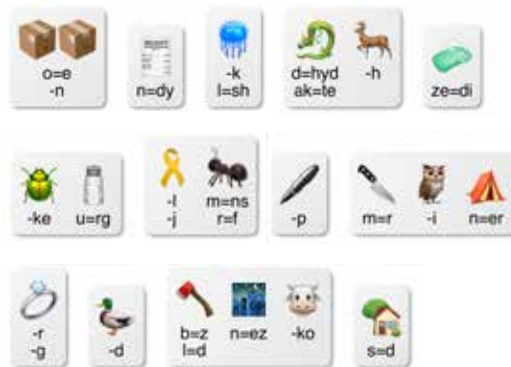 o=e
-n
n=dy
-k
l=sh
d=hyd
ak=te
-h
ze=di
-ke
u=rg
-l
-j
m=ns
r=f
-p
m=r
-i
n=er
-r
-g
-d
b=z
l=d
n=ez
-ko
s=d